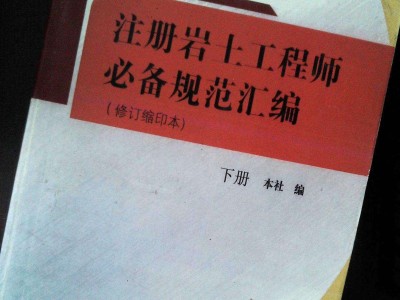 注册岩土工程师
必备规范汇编
(修订缩印本)
下册 本社 编